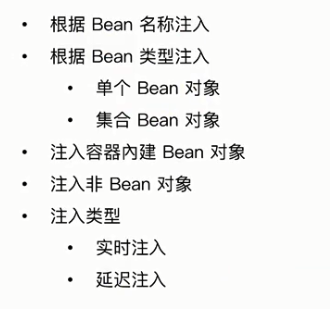 • 根据 Bean 名称注入
• 根据 Bean 类型注入
• 单个 Bean 对象
• 集合 Bean 对象
• 注入容器內建 Bean 对象
• 注入非 Bean 对象
• 注入类型
• 实时注入
• 延迟注入